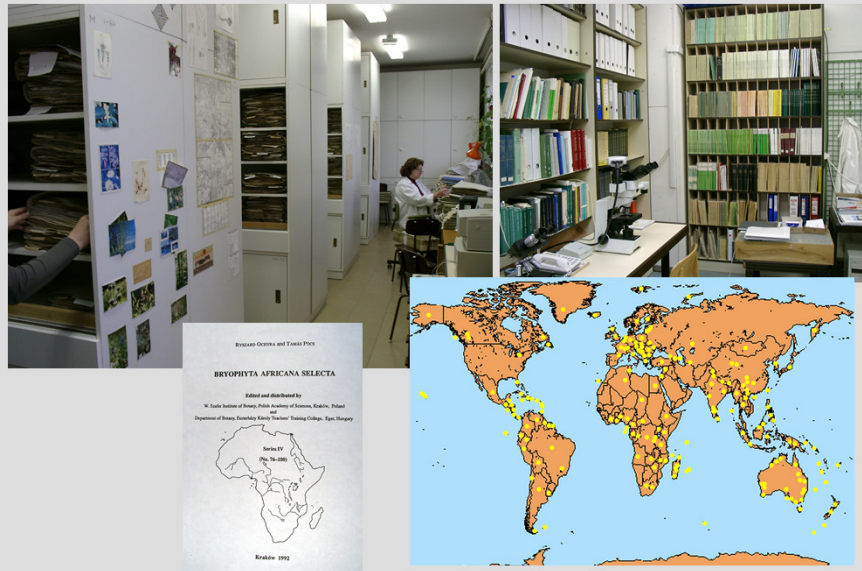 RYSZARD OCHYRA and TAMÁS PÓCS
BRYOPHYTA AFRICANA SELECTA
Edited and distributed by
W. Szafer Institute of Botany, Polish Academy of Sciences, Kraków, Poland
and
Department of Botany, Eszterházy Károly Teachers' Training College, Eger, Hungary
Series IV
(No. 76-100)
Kraków 1992